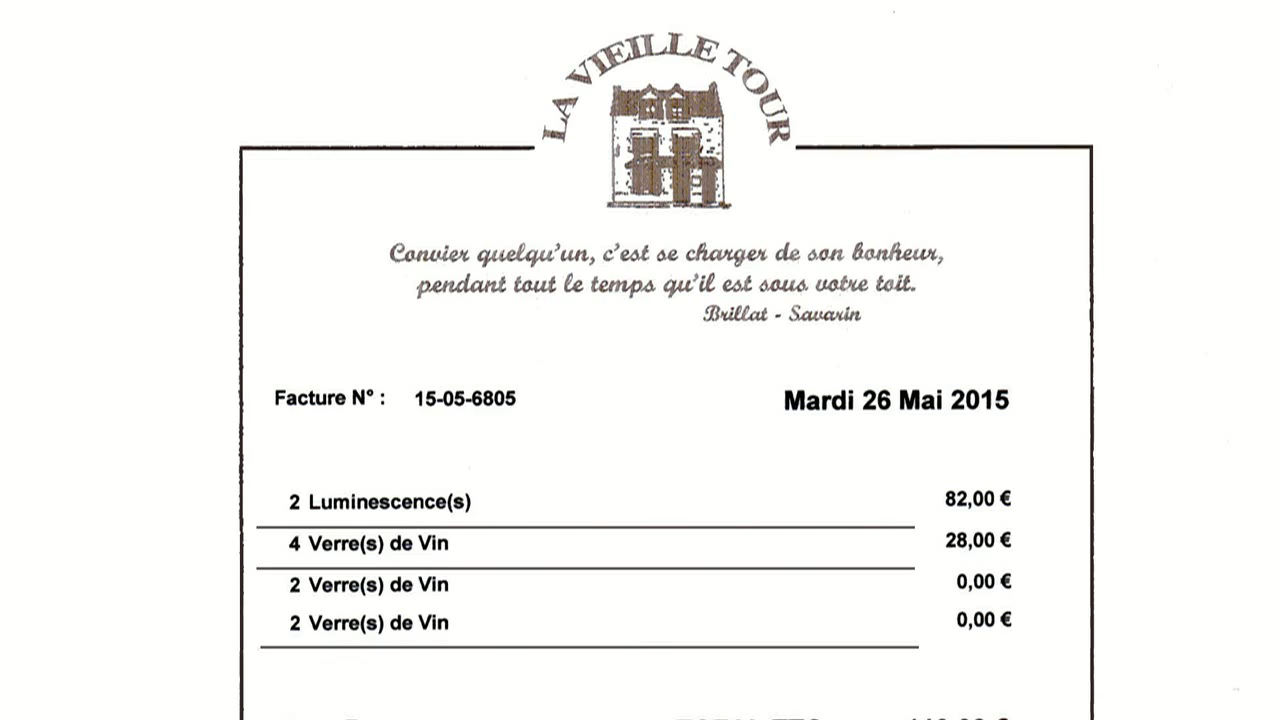 LA VIEILLE TOUR
Convier quelqu'un, c'est se charger de son bonheur,
pendant tout le temps qu'il est sous votre toit.
Brillat - Savarin
Facture N° : 15-05-6805
Mardi 26 Mai 2015
2 Luminescence(s) 82,00 €
4 Verre(s) de Vin 28,00 €
2 Verre(s) de Vin 0,00 €
2 Verre(s) de Vin 0,00 €